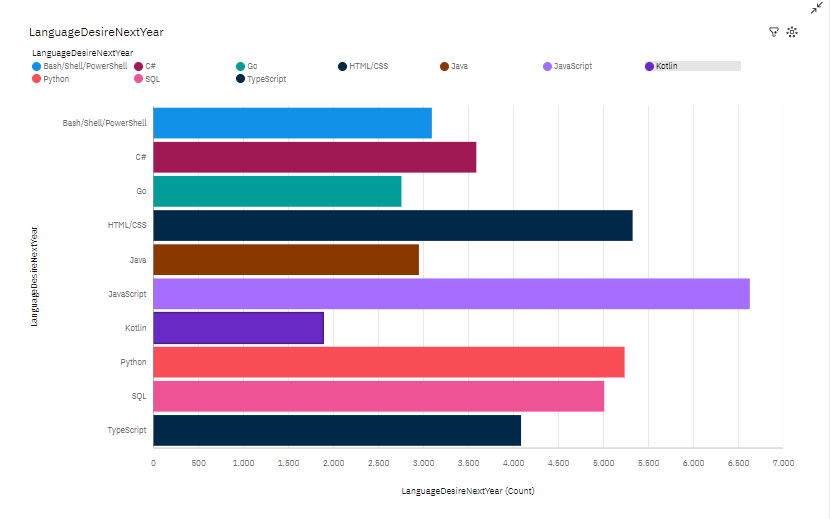 LanguageDesireNextYear
LanguageDesireNextYear
Bash/Shell/PowerShell C# Go HTML/CSS Java JavaScript Kotlin
Python SQL TypeScript
Bash/Shell/PowerShell
C#
Go
HTML/CSS
Java
JavaScript
Kotlin
Python
SQL
TypeScript
LanguageDesireNextYear
0 500 1.000 1.500 2.000 2.500 3.000 3.500 4.000 4.500 5.000 5.500 6.000 6.500 7.000
LanguageDesireNextYear (Count)